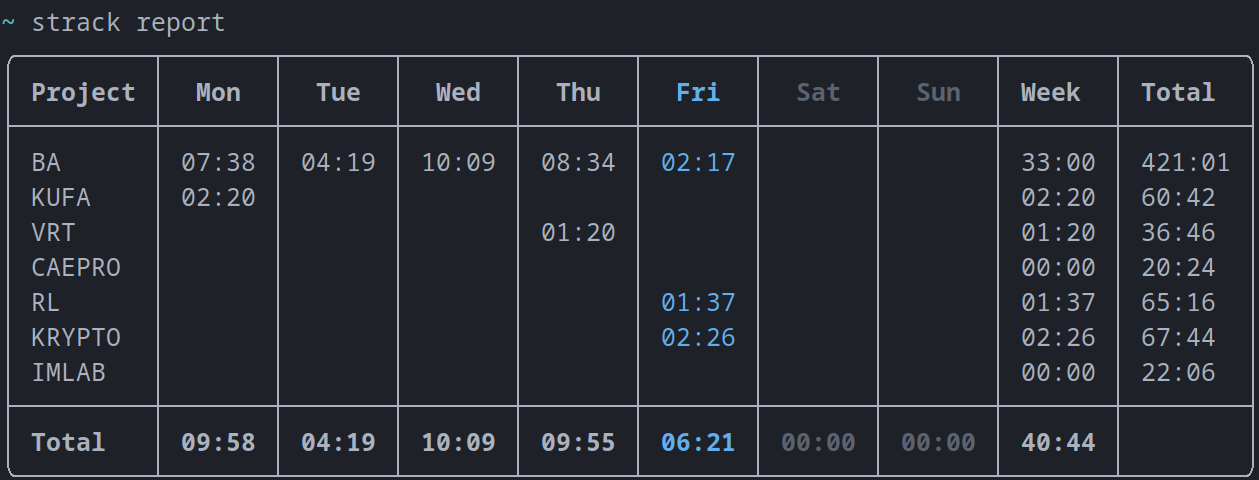 ~ strack report
Project Mon Tue Wed Thu Fri Sat Sun Week Total
BA 07:38 04:19 10:09 08:34 02:17 33:00 421:01
KUFA 02:20 02:20 60:42
VRT 01:20 01:20 36:46
CAEPRO 00:00 20:24
RL 01:37 01:37 65:16
KRYPTO 02:26 02:26 67:44
IMLAB 00:00 22:06
Total 09:58 04:19 10:09 09:55 06:21 00:00 00:00 40:44